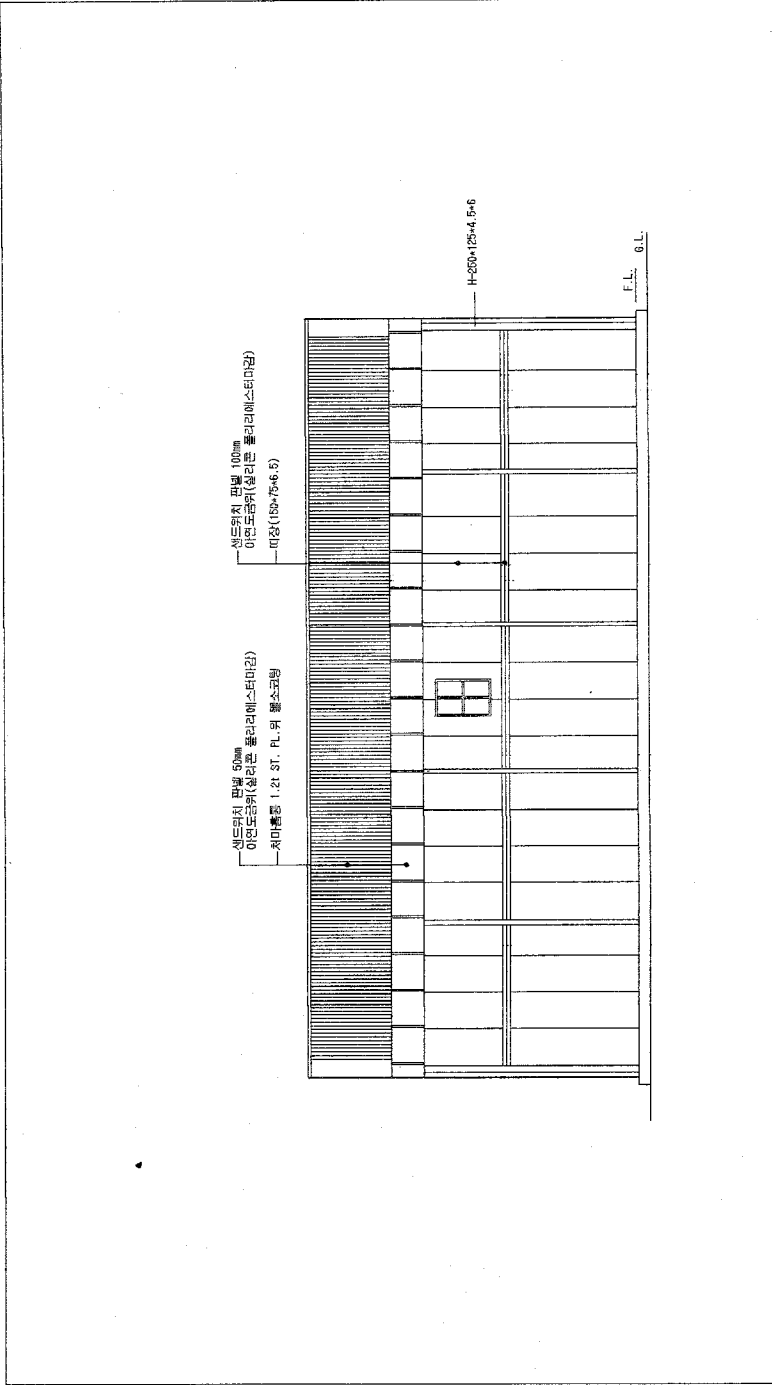 샌드위치 판넬 50mm
아연도금위(실리콘 폴리에스터마감)
처마홈통 1.2t ST. PL.위 불소코팅
샌드위치 판넬 100mm
아연도금위(실리콘 폴리에스터마감)
띠장(150*75*6.5)
H-250*125*4.5*6
F.L.
G.L.